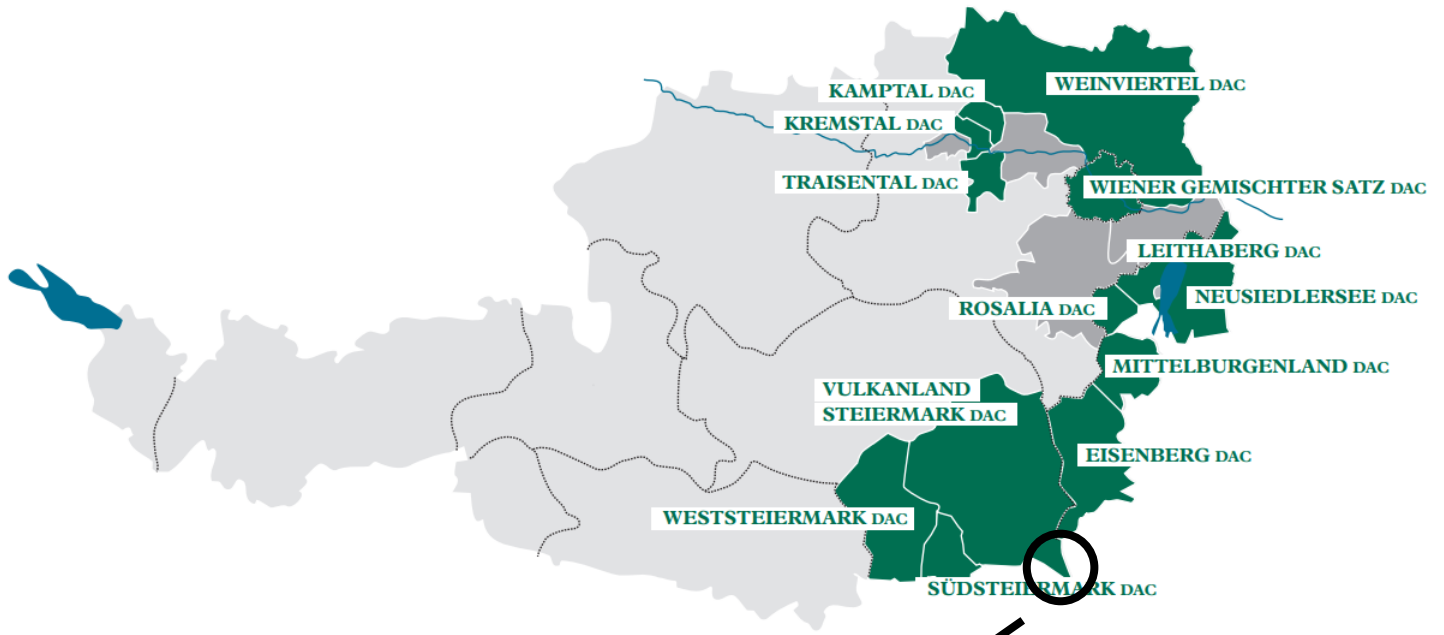 WEINVIERTEL DAC
KAMPTAL DAC
KREMSTAL DAC
TRAISENTAL DAC
WIENER GEMISCHTER SATZ DAC
LEITHABERG DAC
NEUSIEDLERSEE DAC
ROSALIA DAC
MITTELBURGENLAND DAC
VULKANLAND
STEIERMARK DAC
EISENBERG DAC
WESTSTEIERMARK DAC
SÜDSTEIERMARK DAC